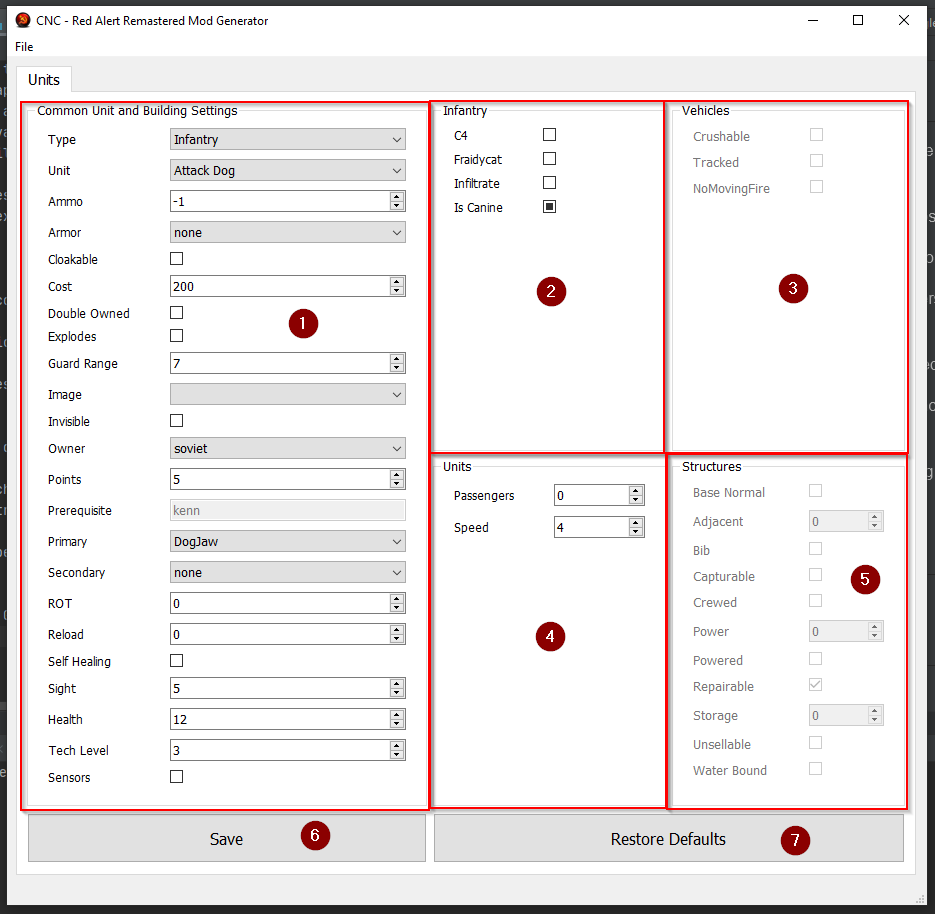 CNC - Red Alert Remastered Mod Generator
File
Units
Common Unit and Building Settings
Type Infantry
Unit Attack Dog
Ammo -1
Armor none
Cloakable
Cost 200
Double Owned
Explodes
1
Guard Range 7
Image
Invisible
Owner soviet
Points 5
Prerequisite kenn
Primary DogJaw
Secondary none
ROT 0
Reload 0
Self Healing
Sight 5
Health 12
Tech Level 3
Sensors
Infantry
C4
Fraidycat
Infiltrate
Is Canine
2
Vehicles
Crushable
Tracked
NoMovingFire
3
Units
Passengers 0
Speed 4
4
Structures
Base Normal
Adjacent 0
Bib
Capturable
5
Crewed
Power 0
Powered
Repairable
Storage 0
Unsellable
Water Bound
Save 6
Restore Defaults 7